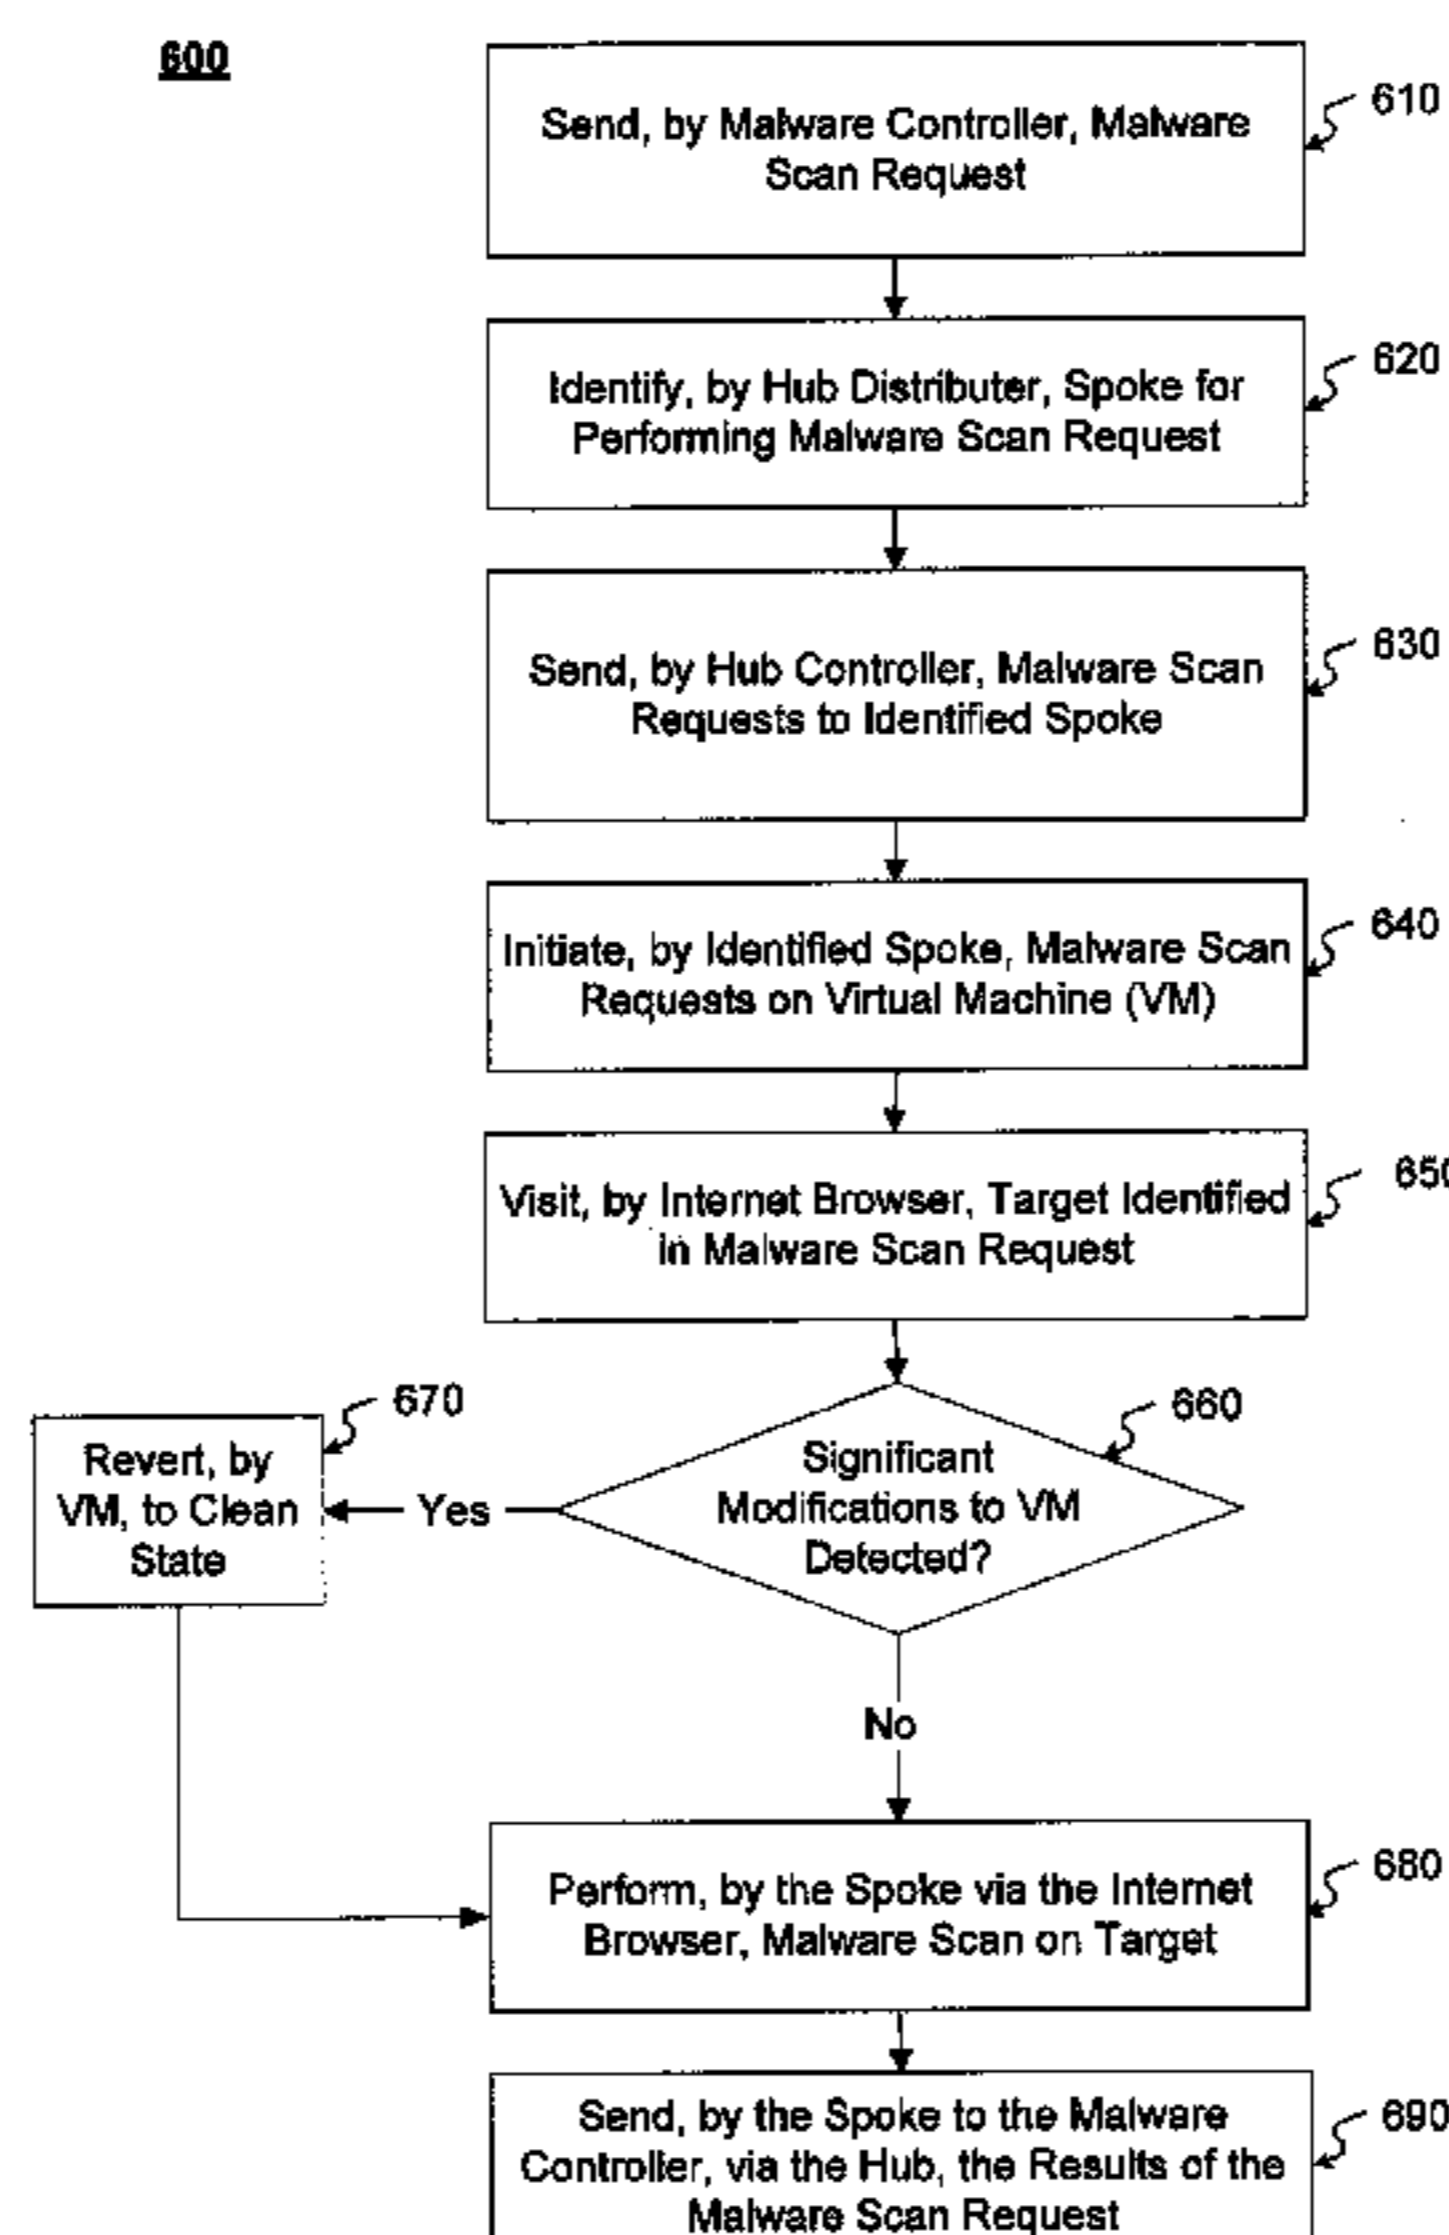 600
610
Send, by Malware Controller, Malware
Scan Request
620
Identify, by Hub Distributer, Spoke for
Performing Malware Scan Request
630
Send, by Hub Controller, Malware Scan
Requests to Identified Spoke
640
Initiate, by Identified Spoke, Malware Scan
Requests on Virtual Machine (VM)
650
Visit, by Internet Browser, Target Identified
in Malware Scan Request
670
660
Revert, by
VM, to Clean
State
Yes
Significant
Modifications to VM
Detected?
No
680
Perform, by the Spoke via the Internet
Browser, Malware Scan on Target
690
Send, by the Spoke to the Malware
Controller, via the Hub, the Results of the
Malware Scan Request